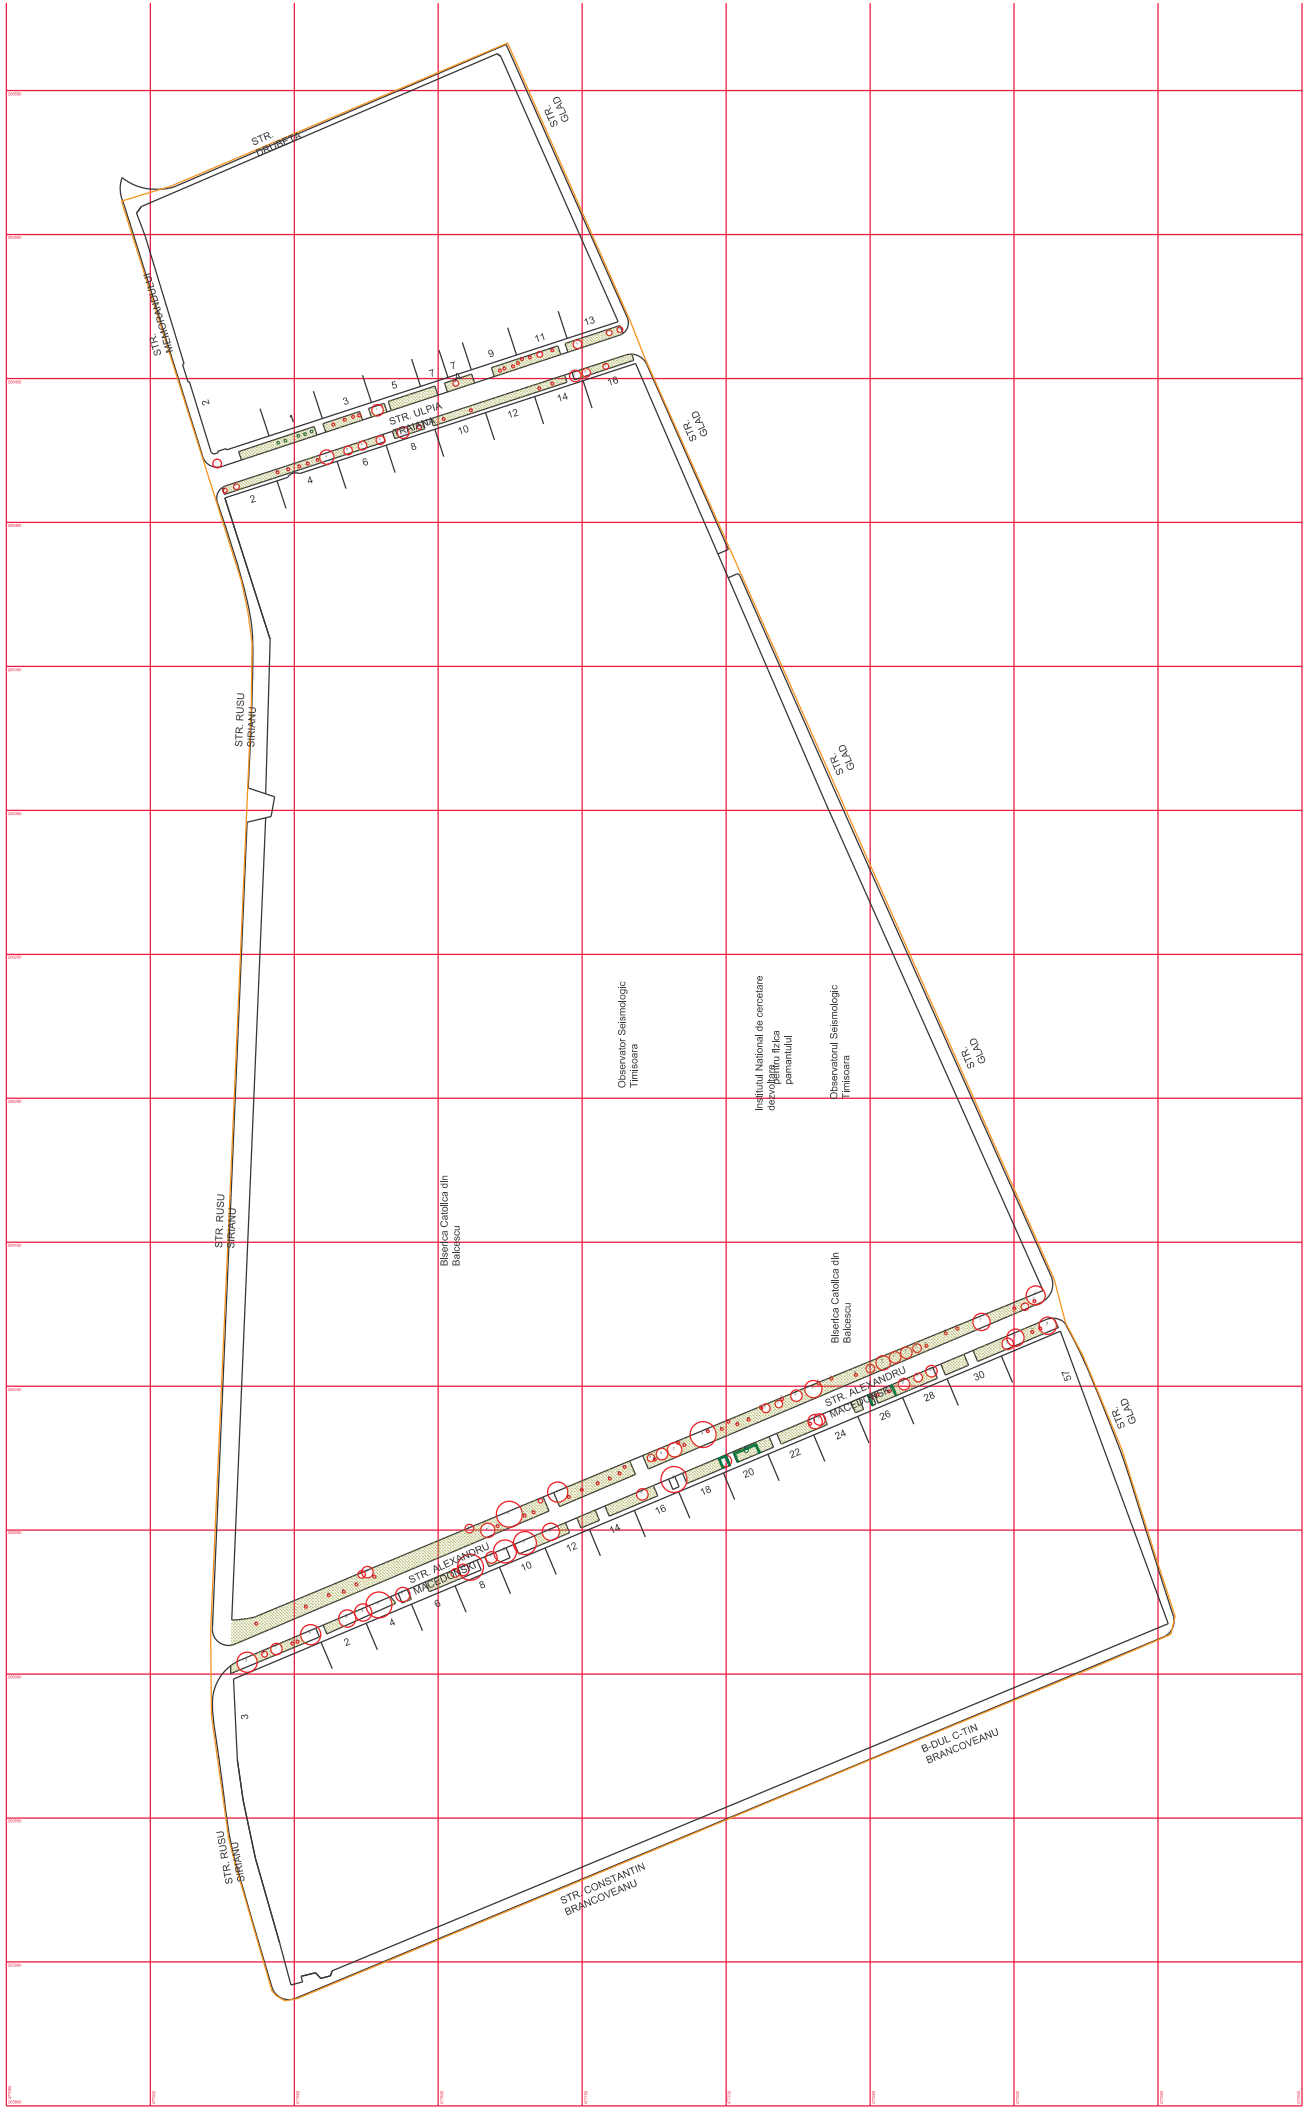 STR.
GLAD
STR.
DRUBETA
STR.
MEMORANDULUI
13
11
9
7
7
A
5
3
1
2
STR. ULPIA
TRAIANA
16
14
12
10
8
6
4
2
STR.
GLAD
STR. RUSU
SIRIANU
STR.
GLAD
Observator Seismologic
Timisoara
Institutul National de cercetare
dezvoltare
pentru fizica
pamantului
Observatorul Seismologic
Timisoara
STR.
GLAD
STR. RUSU
SIRIANU
Biserica Catolica din
Balcescu
Biserica Catolica din
Balcescu
STR. ALEXANDRU
MACEDONSKI
57
30
28
26
24
22
20
18
16
14
12
10
8
6
4
2
STR. ALEXANDRU
MACEDONSKI
STR.
GLAD
3
B-DUL C-TIN
BRANCOVEANU
STR. RUSU
SIRIANU
STR. CONSTANTIN
BRANCOVEANU